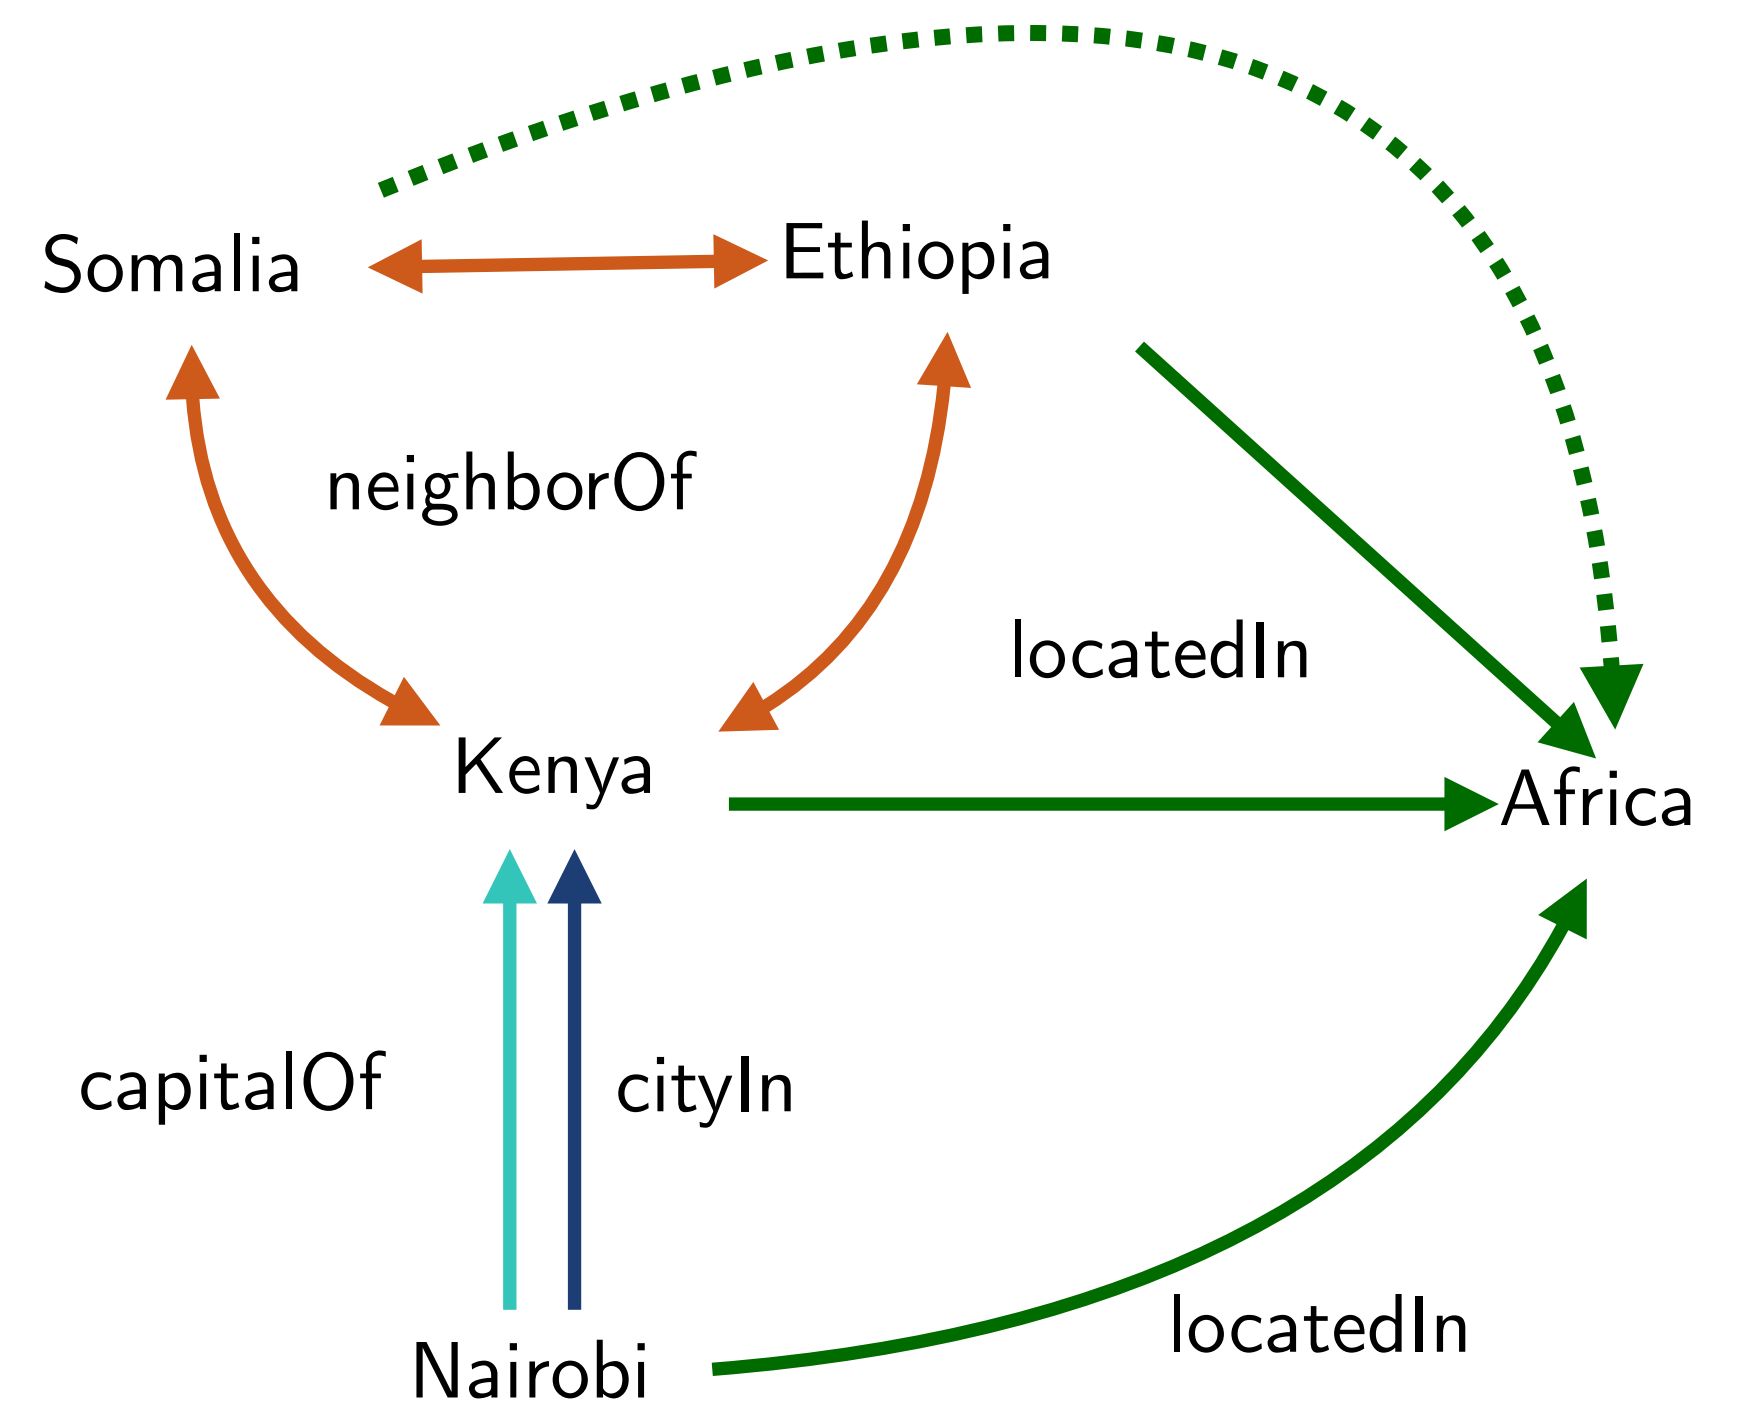 Somalia
Ethiopia
neighborOf
locatedIn
Kenya
Africa
capitalOf
cityIn
locatedIn
Nairobi